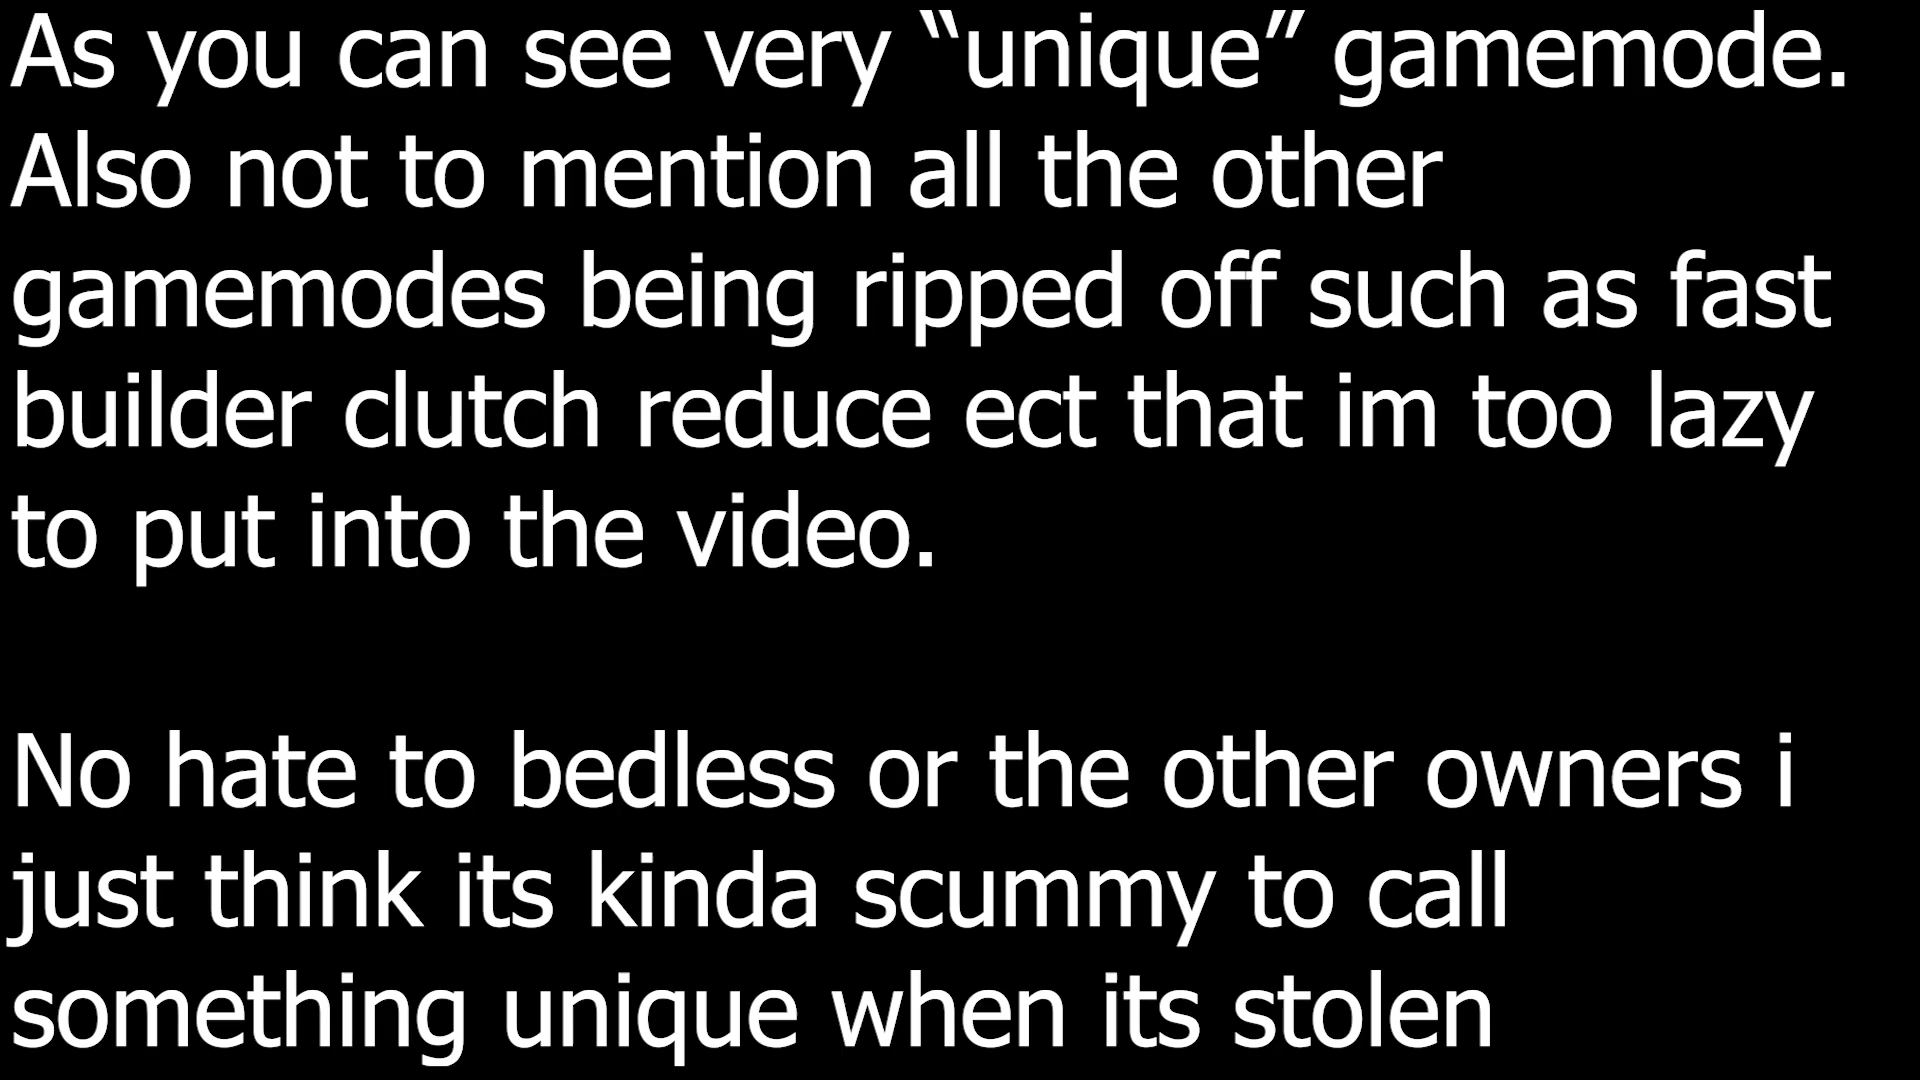 As you can see very “unique” gamemode.
Also not to mention all the other
gamemodes being ripped off such as fast
builder clutch reduce ect that im too lazy
to put into the video.
No hate to bedless or the other owners i
just think its kinda scummy to call
something unique when its stolen